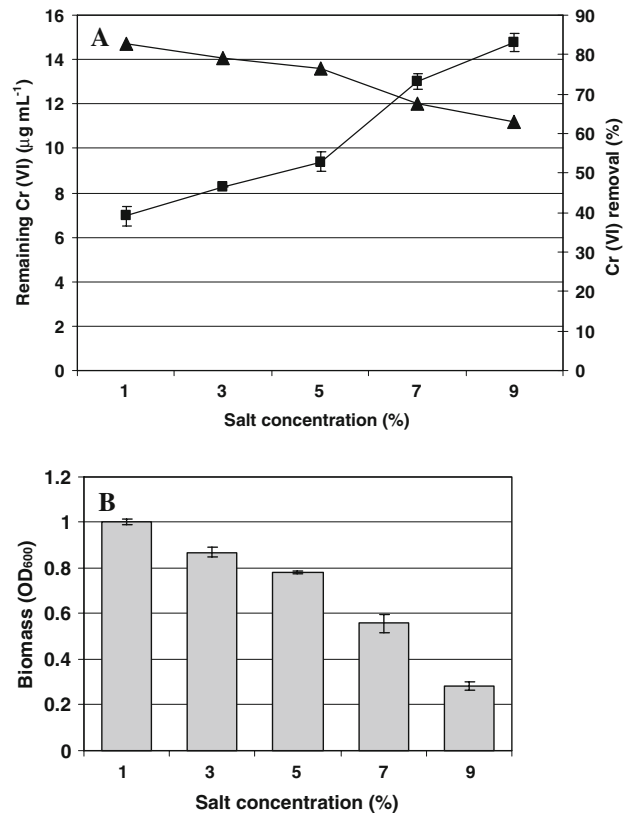 A
Remaining Cr (VI) (µg mL⁻¹)
16
14
12
10
8
6
4
2
0
90
80
70
60
50
40
30
20
10
0
Cr (VI) removal (%)
1 3 5 7 9
Salt concentration (%)
B
Biomass (OD₆₀₀)
1.2
1
0.8
0.6
0.4
0.2
0
1 3 5 7 9
Salt concentration (%)